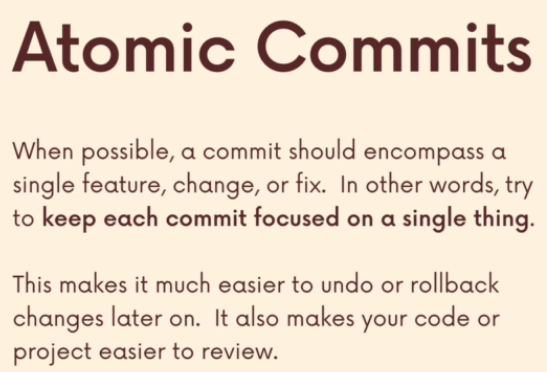 Atomic Commits
When possible, a commit should encompass a
single feature, change, or fix.  In other words, try
to keep each commit focused on a single thing.
This makes it much easier to undo or rollback
changes later on.  It also makes your code or
project easier to review.